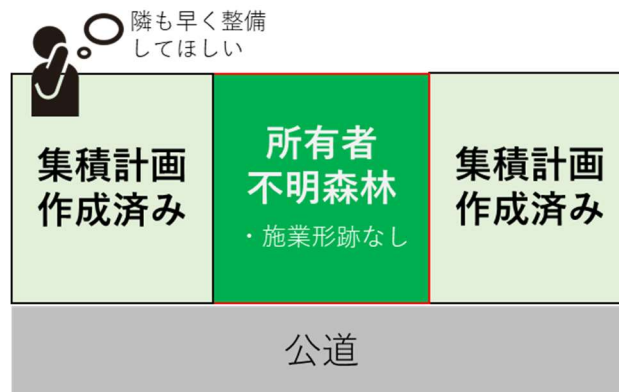 隣も早く整備
してほしい
集積計画
作成済み
所有者
不明森林
・施業形跡なし
集積計画
作成済み
公道